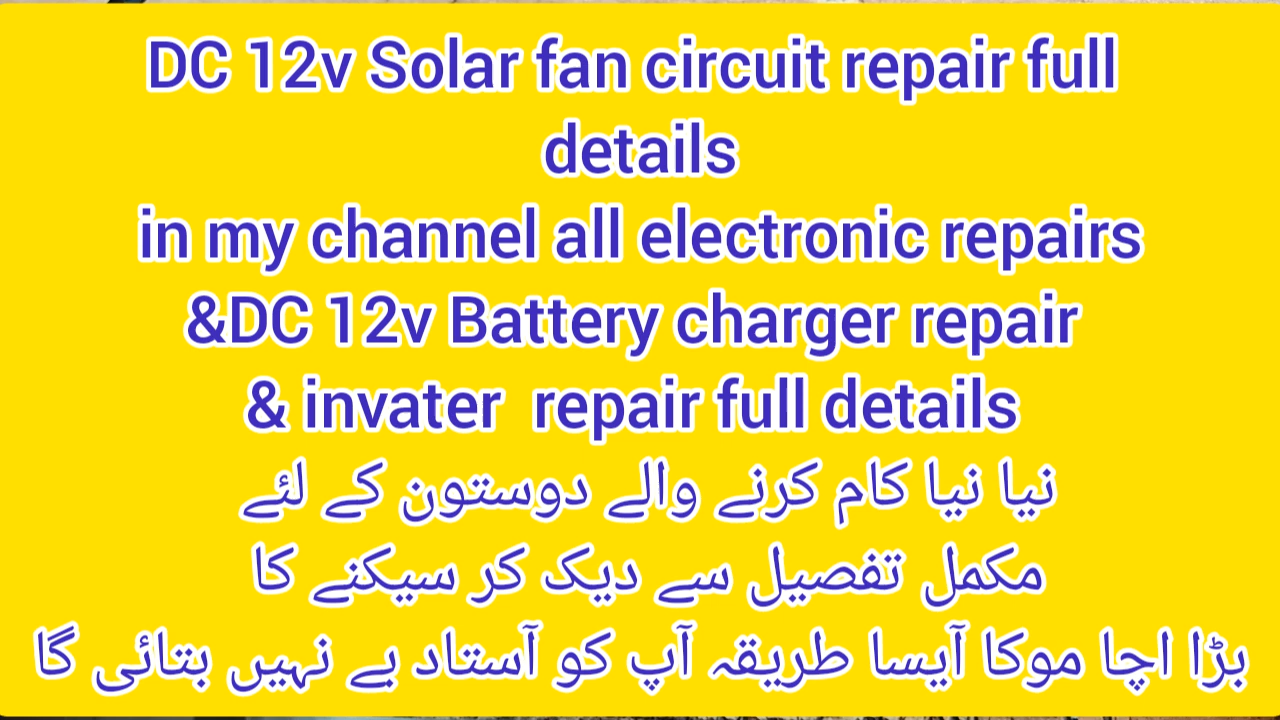 DC 12v Solar fan circuit repair full
details
in my channel all electronic repairs
&DC 12v Battery charger repair
& invater repair full details
نیا نیا کام کرنے والے دوستون کے لئے
مکمل تفصیل سے دیک کر سیکنے کا
بڑا اچا موکا آیسا طریقہ آپ کو آستاد بے نہیں بتائی گا